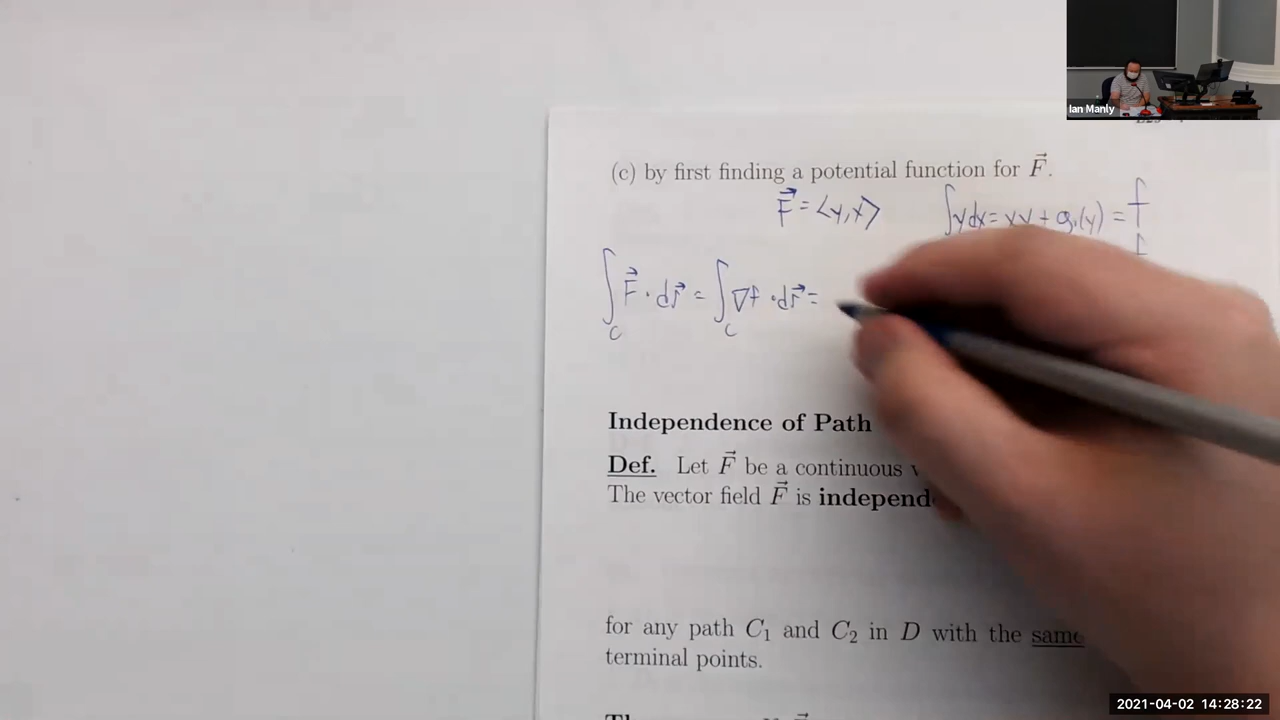 Ian Manly
(c) by first finding a potential function for F⃗.
F⃗ = ⟨y, x⟩ ∫y dx = xy + g₁(y) = f
∫_C F⃗ · dr⃗ = ∫_C ∇f · dr⃗ =
Independence of Path
Def. Let F⃗ be a continuous
The vector field F⃗ is
for any path C₁ and C₂ in D with the same
terminal points.
2021-04-02 14:28:22